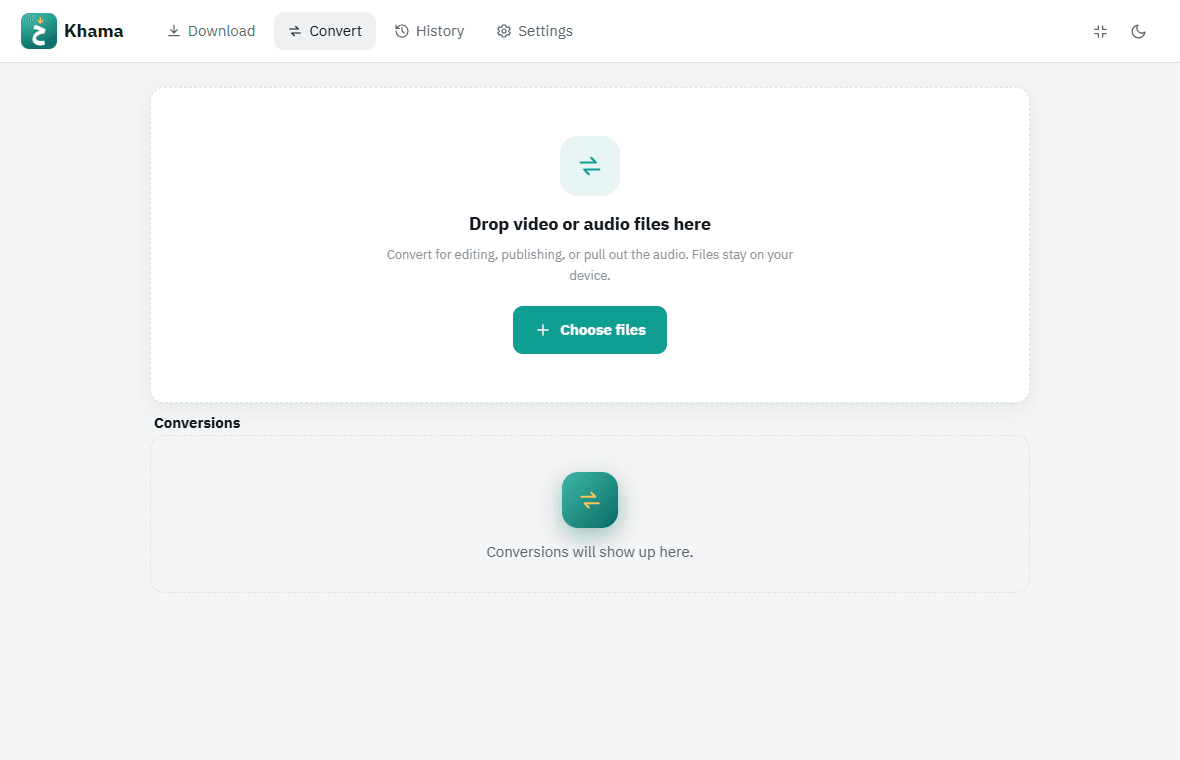 Khama
Download
Convert
History
Settings
Drop video or audio files here
Convert for editing, publishing, or pull out the audio. Files stay on your
device.
Choose files
Conversions
Conversions will show up here.